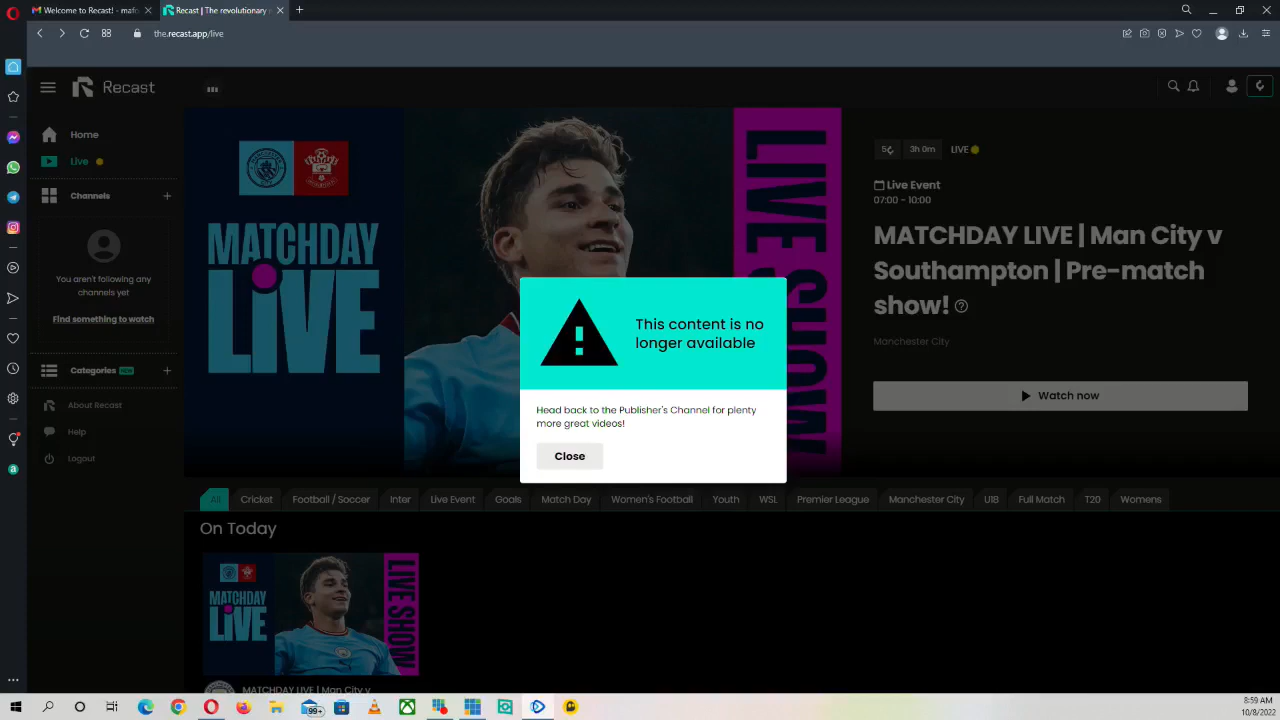 Welcome to Recast! - mafo
Recast | The revolutionary
the.recast.app/live
Recast
Home
Live
Channels
You aren't following any
channels yet
Find something to watch
Categories NEW
About Recast
Help
Logout
MATCHDAY
LIVE
LIVE SHOW
5
3h 0m
LIVE
Live Event
07:00 - 10:00
MATCHDAY LIVE | Man City v
Southampton | Pre-match
show!
Manchester City
Watch now
This content is no
longer available
Head back to the Publisher's Channel for plenty
more great videos!
Close
All Cricket Football / Soccer Inter Live Event Goals Match Day Women's Football Youth WSL Premier League Manchester City U18 Full Match T20 Womens
On Today
MATCHDAY
LIVE
LIVE SHOW
MATCHDAY LIVE | Man City v
99+
8:59 AM
10/8/2022